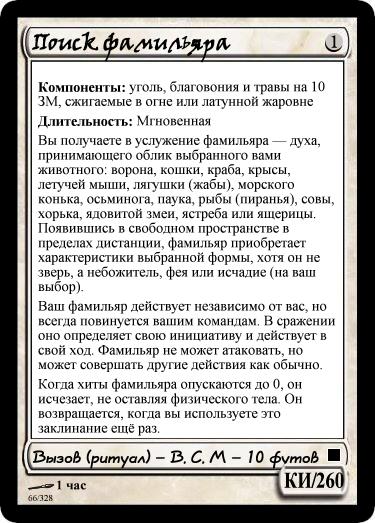 Поиск фамильяра 1
Компоненты: уголь, благовония и травы на 10
ЗМ, сжигаемые в огне или латунной жаровне
Длительность: Мгновенная
Вы получаете в услужение фамильяра — духа,
принимающего облик выбранного вами
животного: ворона, кошки, краба, крысы,
летучей мыши, лягушки (жабы), морского
конька, осьминога, паука, рыбы (пираньи), совы,
хорька, ядовитой змеи, ястреба или ящерицы.
Появившись в свободном пространстве в
пределах дистанции, фамильяр приобретает
характеристики выбранной формы, хотя он не
зверь, а небожитель, фея или исчадие (на ваш
выбор).
Ваш фамильяр действует независимо от вас, но
всегда повинуется вашим командам. В сражении
оно определяет свою инициативу и действует в
свой ход. Фамильяр не может атаковать, но
может совершать другие действия как обычно.
Когда хиты фамильяра опускаются до 0, он
исчезает, не оставляя физического тела. Он
возвращается, когда вы используете это
заклинание ещё раз.
Вызов (ритуал) – В, С, М – 10 футов
КИ/260
1 час
66/328